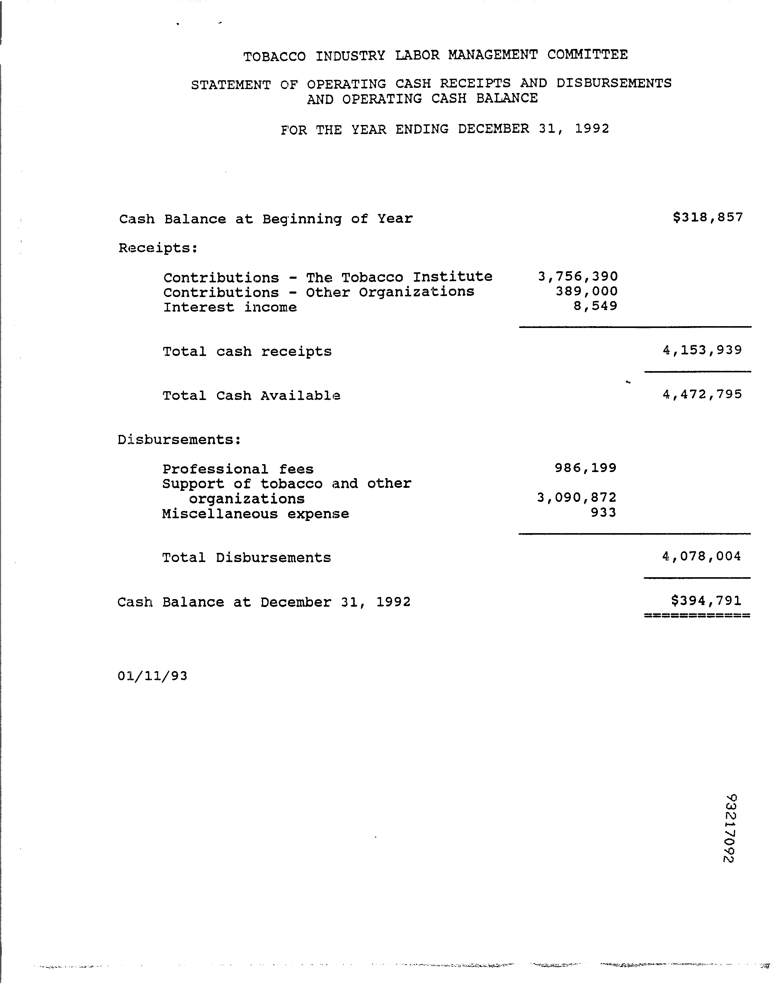 TOBACCO INDUSTRY LABOR MANAGEMENT COMMITTEE
STATEMENT OF OPERATING CASH RECEIPTS AND DISBURSEMENTS
AND OPERATING CASH BALANCE
FOR THE YEAR ENDING DECEMBER 31, 1992
Cash Balance at Beginning of Year $318,857
Receipts:
Contributions - The Tobacco Institute 3,756,390
Contributions - Other Organizations 389,000
Interest income 8,549
Total cash receipts 4,153,939
Total Cash Available 4,472,795
Disbursements:
Professional fees 986,199
Support of tobacco and other
organizations 3,090,872
Miscellaneous expense 933
Total Disbursements 4,078,004
Cash Balance at December 31, 1992 $394,791
============
01/11/93
93217092